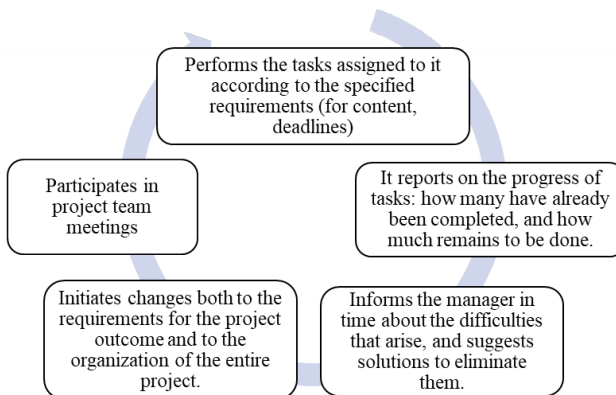 Performs the tasks assigned to it
according to the specified
requirements (for content,
deadlines)
It reports on the progress of
tasks: how many have already
been completed, and how
much remains to be done.
Informs the manager in
time about the difficulties
that arise, and suggests
solutions to eliminate
them.
Initiates changes both to the
requirements for the project
outcome and to the
organization of the entire
project.
Participates in
project team
meetings